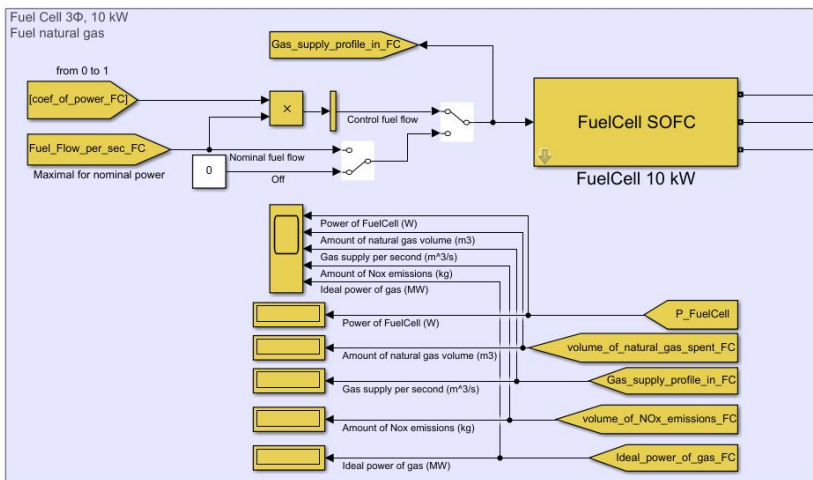 Fuel Cell 3Φ, 10 kW
Fuel natural gas
Gas_supply_profile_in_FC
from 0 to 1
[coef_of_power_FC]
×
Control fuel flow
FuelCell SOFC
Fuel_Flow_per_sec_FC
Nominal fuel flow
0
Maximal for nominal power
Off
FuelCell 10 kW
Power of FuelCell (W)
Amount of natural gas volume (m3)
Gas supply per second (m^3/s)
Amount of Nox emissions (kg)
Ideal power of gas (MW)
P_FuelCell
Power of FuelCell (W)
volume_of_natural_gas_spent_FC
Amount of natural gas volume (m3)
Gas_supply_profile_in_FC
Gas supply per second (m^3/s)
volume_of_NOx_emissions_FC
Amount of Nox emissions (kg)
Ideal_power_of_gas_FC
Ideal power of gas (MW)